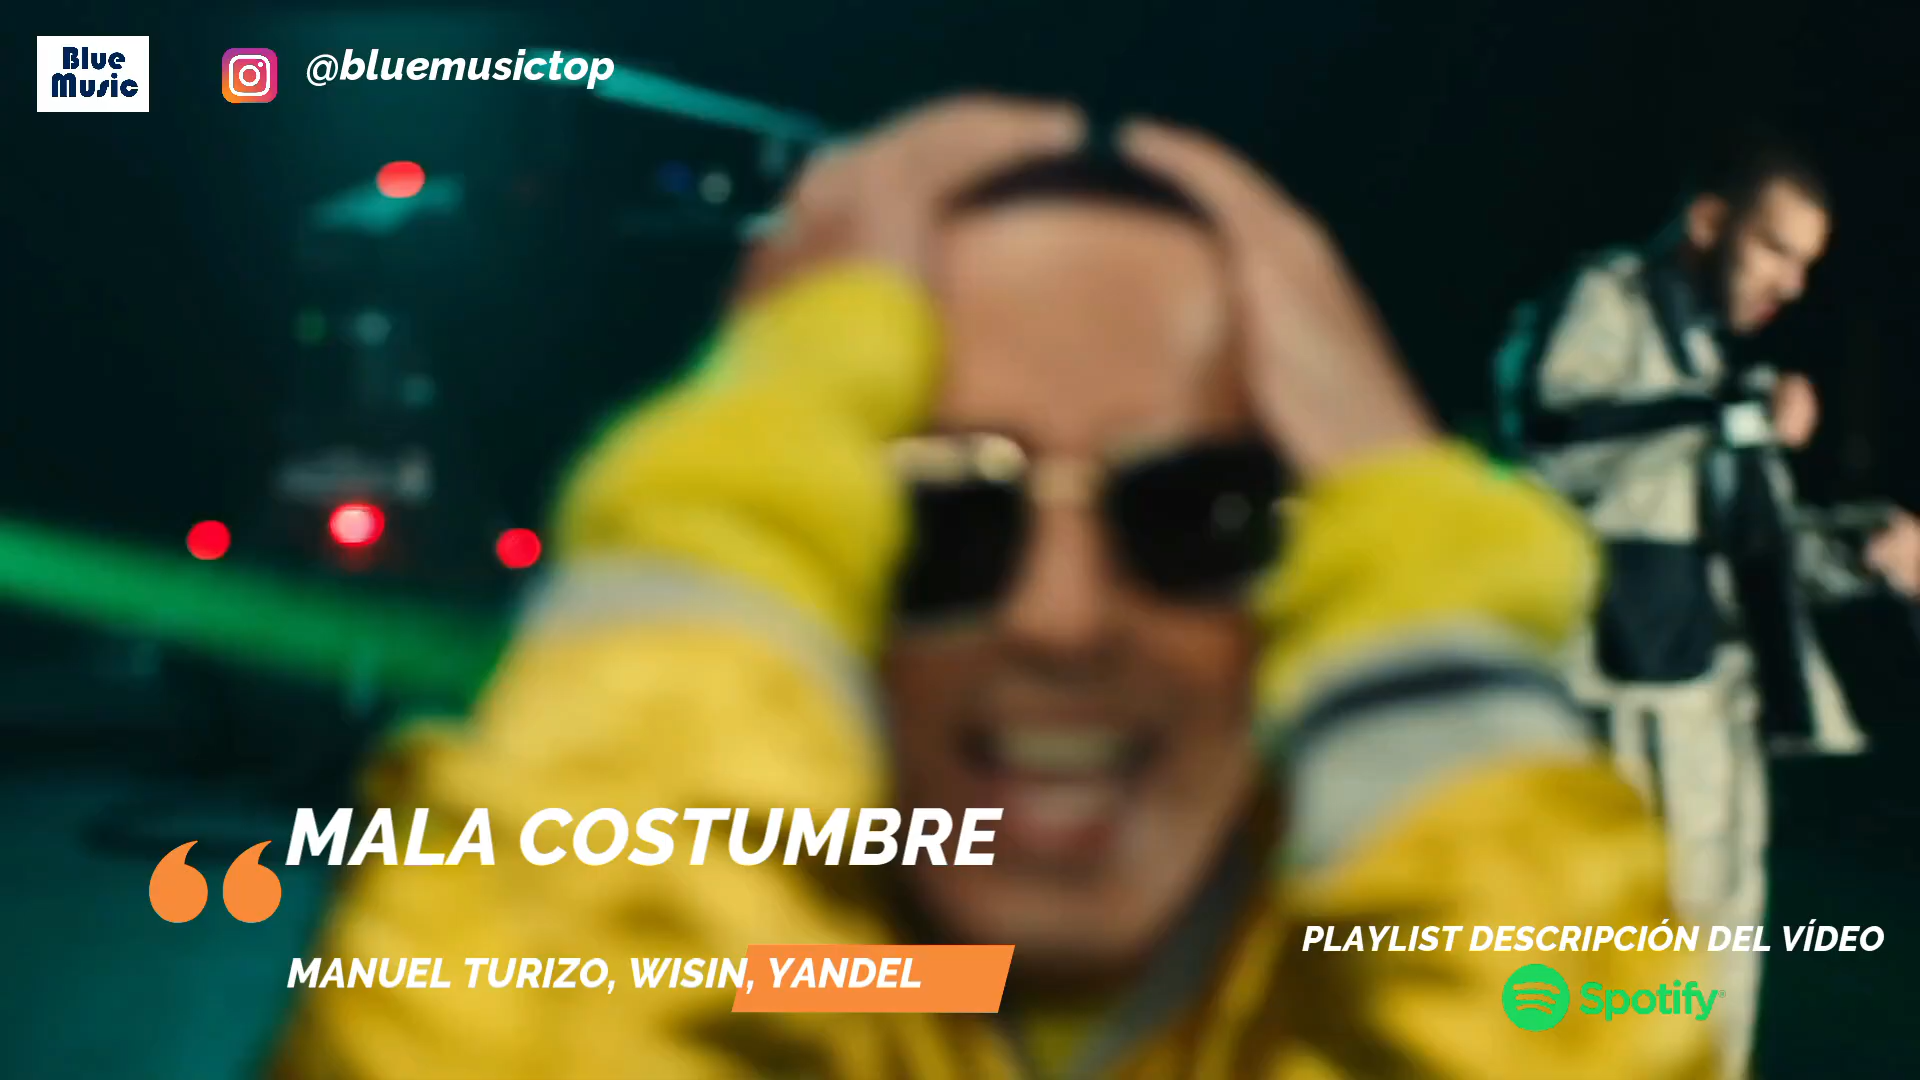 Blue
Music
@bluemusictop
MALA COSTUMBRE
MANUEL TURIZO, WISIN, YANDEL
PLAYLIST DESCRIPCIÓN DEL VÍDEO
Spotify